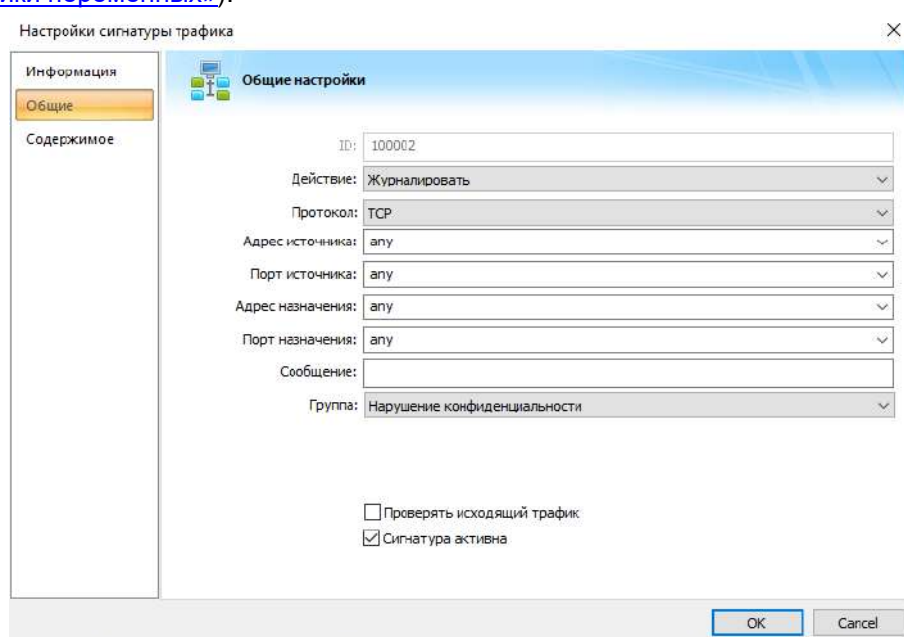 переменных»).
Настройки сигнатуры трафика
Информация
Общие
Содержимое
Общие настройки
ID: 100002
Действие: Журналировать
Протокол: TCP
Адрес источника: any
Порт источника: any
Адрес назначения: any
Порт назначения: any
Сообщение:
Группа: Нарушение конфиденциальности
Проверять исходящий трафик
Сигнатура активна
OK Cancel